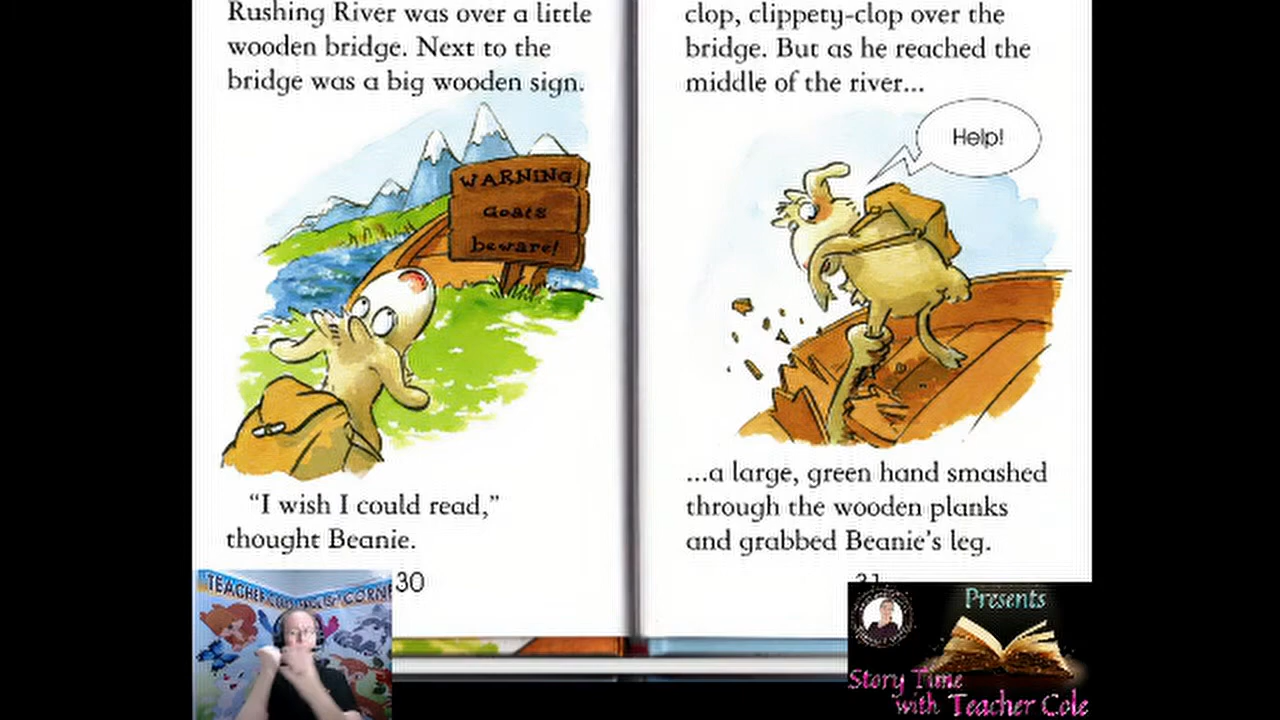 Rushing River was over a little
wooden bridge. Next to the
bridge was a big wooden sign.
WARNING
Goats
beware!
"I wish I could read,"
thought Beanie.
30
clop, clippety-clop over the
bridge. But as he reached the
middle of the river...
Help!
...a large, green hand smashed
through the wooden planks
and grabbed Beanie's leg.
31
TEACHER
CORNER
Presents
Story Time
with Teacher Cole